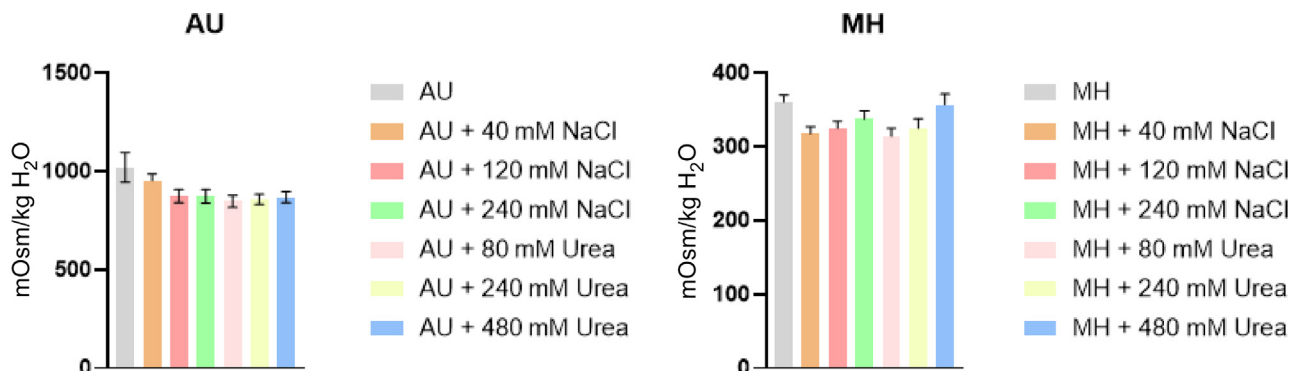 AU
1500
1000
500
0
mOsm/kg H2O
AU
AU + 40 mM NaCl
AU + 120 mM NaCl
AU + 240 mM NaCl
AU + 80 mM Urea
AU + 240 mM Urea
AU + 480 mM Urea
MH
400
300
200
100
0
mOsm/kg H2O
MH
MH + 40 mM NaCl
MH + 120 mM NaCl
MH + 240 mM NaCl
MH + 80 mM Urea
MH + 240 mM Urea
MH + 480 mM Urea